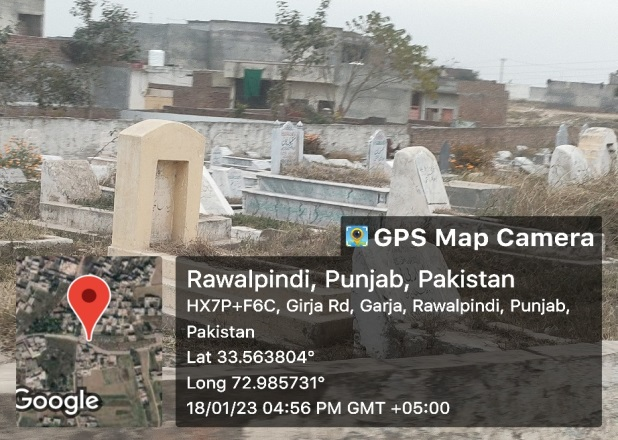 GPS Map Camera
Rawalpindi, Punjab, Pakistan
HX7P+F6C, Girja Rd, Garja, Rawalpindi, Punjab,
Pakistan
Lat 33.563804°
Long 72.985731°
18/01/23 04:56 PM GMT +05:00
Google